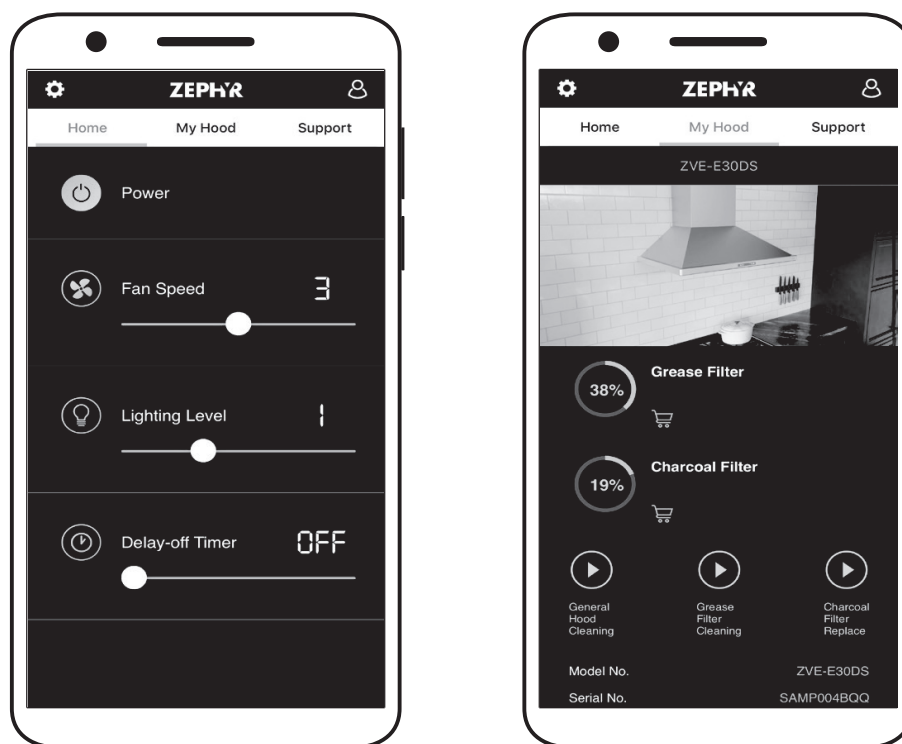 ZEPHYR
Home My Hood Support
Power
Fan Speed 3
Lighting Level 1
Delay-off Timer OFF
ZEPHYR
Home My Hood Support
ZVE-E30DS
38% Grease Filter
19% Charcoal Filter
General
Hood
Cleaning
Grease
Filter
Cleaning
Charcoal
Filter
Replace
Model No. ZVE-E30DS
Serial No. SAMP004BQQ